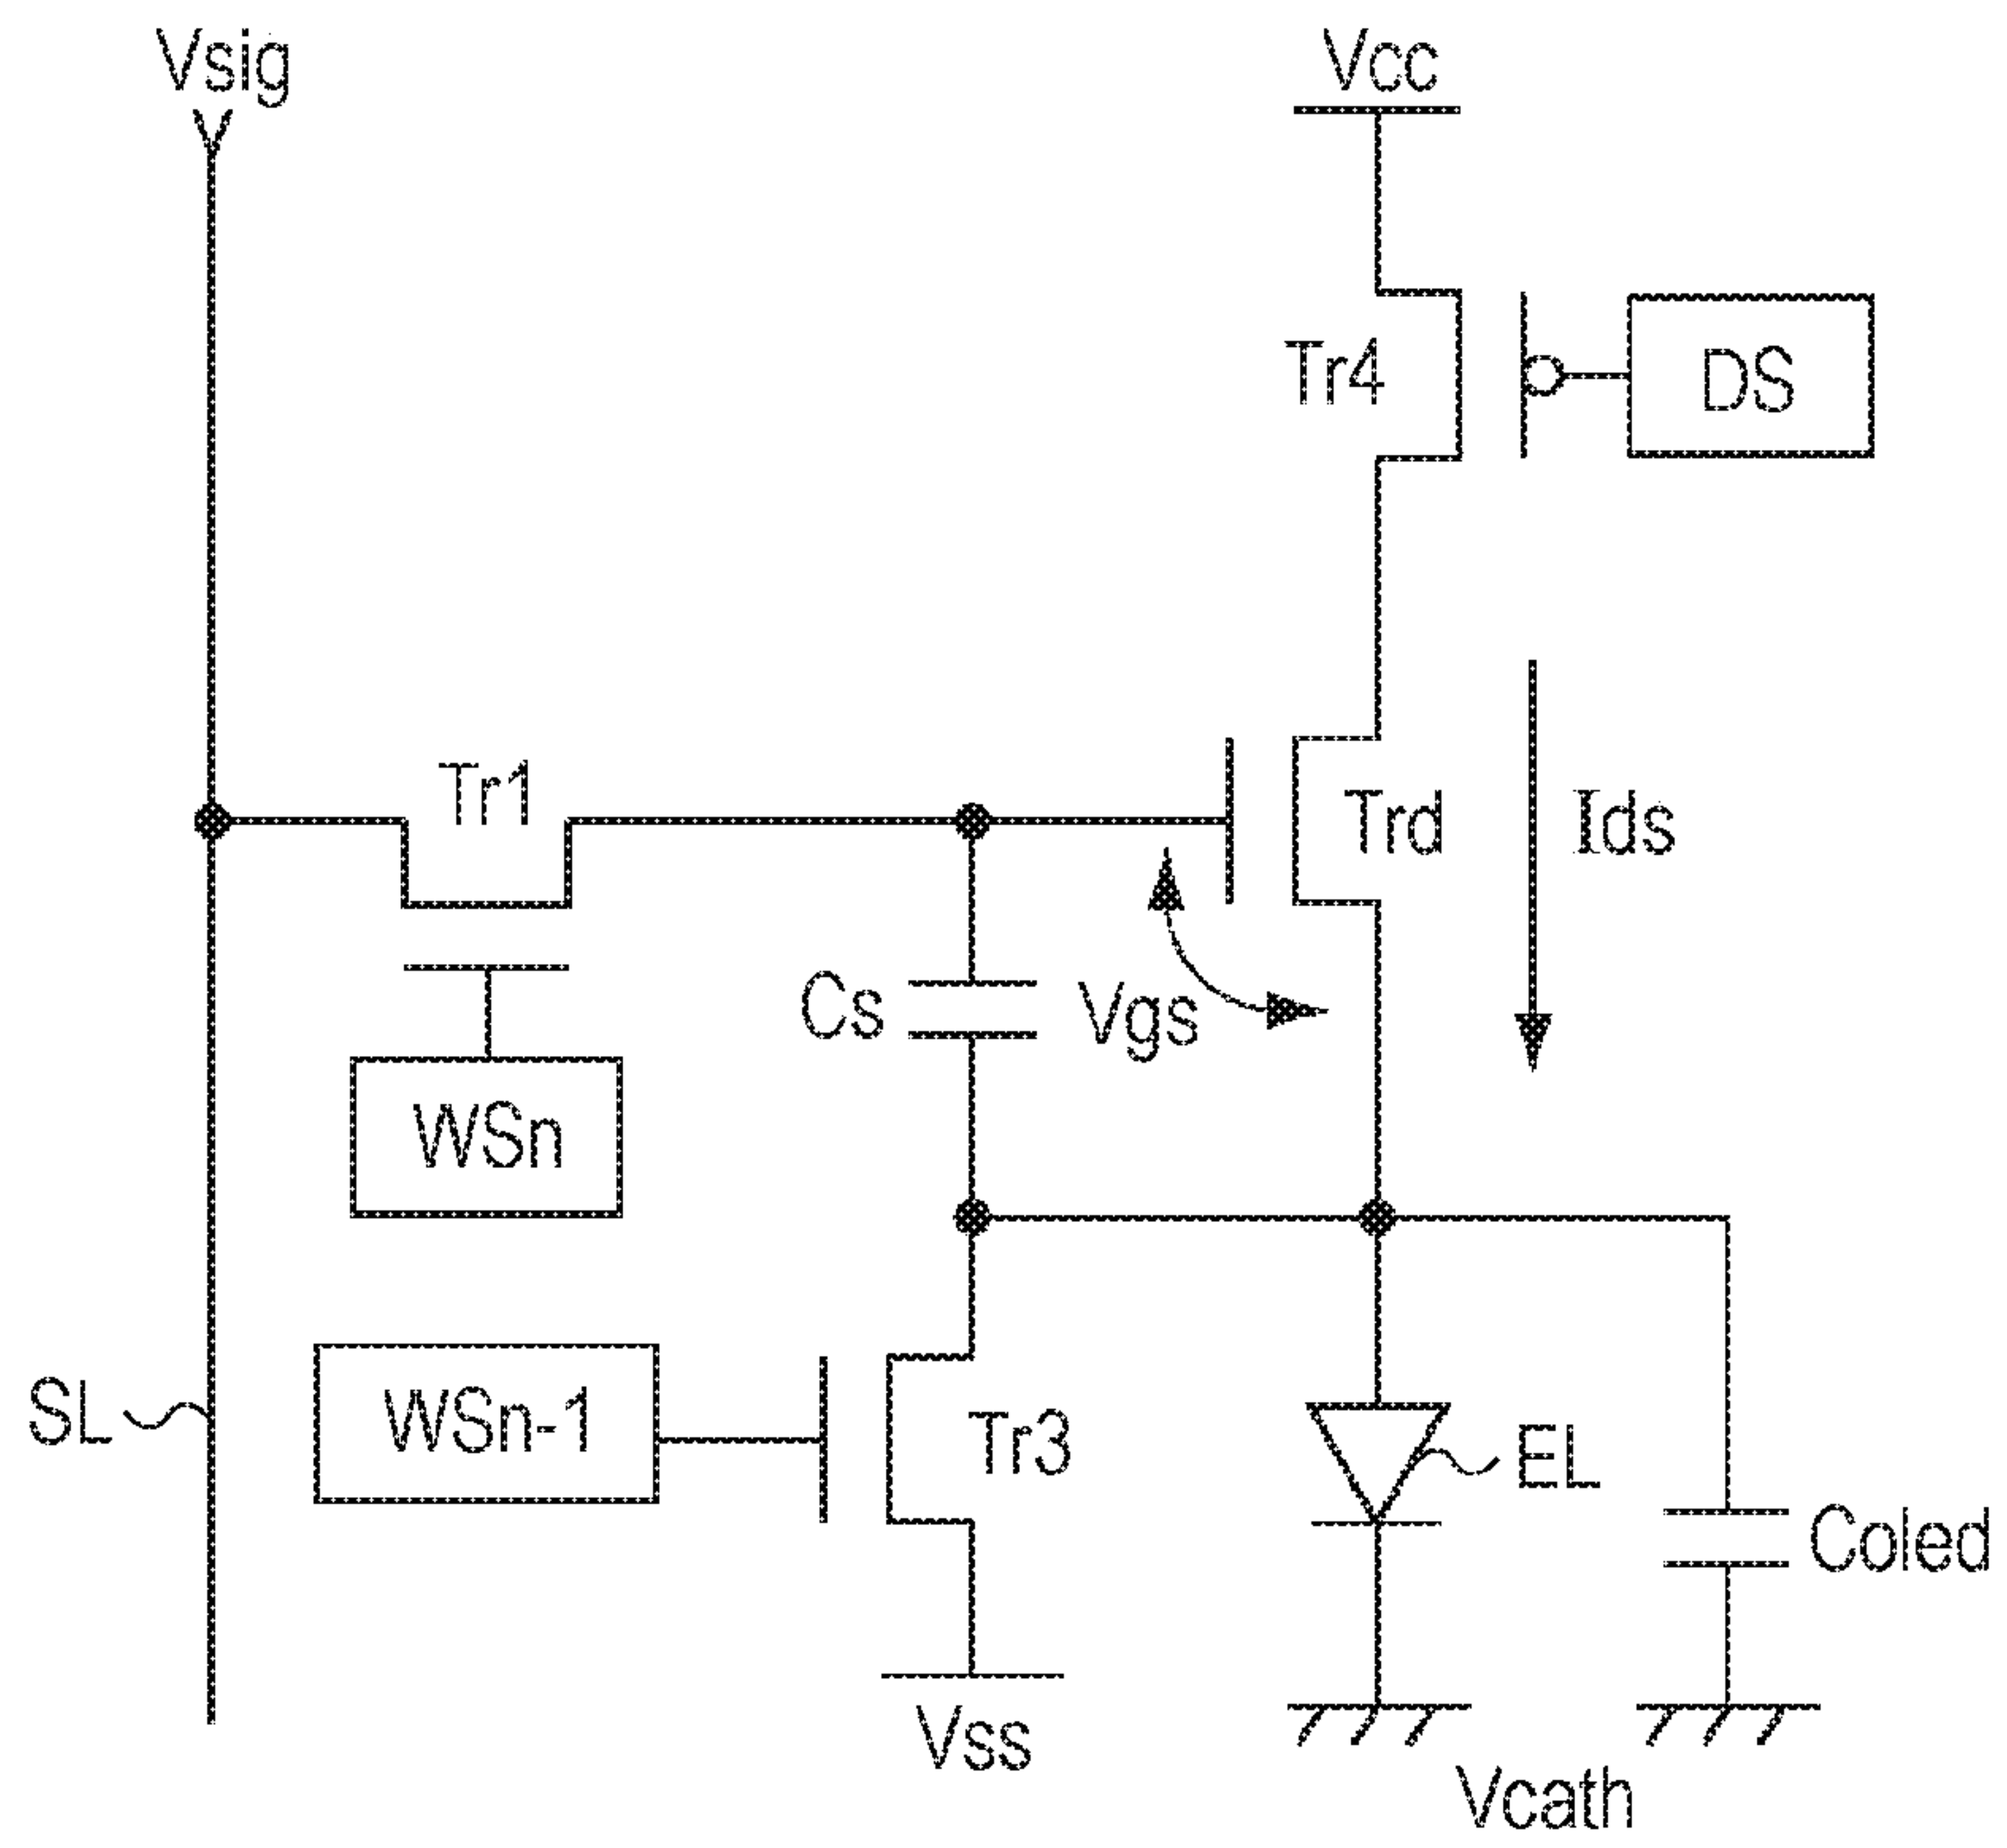 Vsig
Vcc
Tr4
DS
Tr1
Trd
Ids
Cs
Vgs
WSn
SL
WSn-1
Tr3
EL
Coled
Vss
Vcath